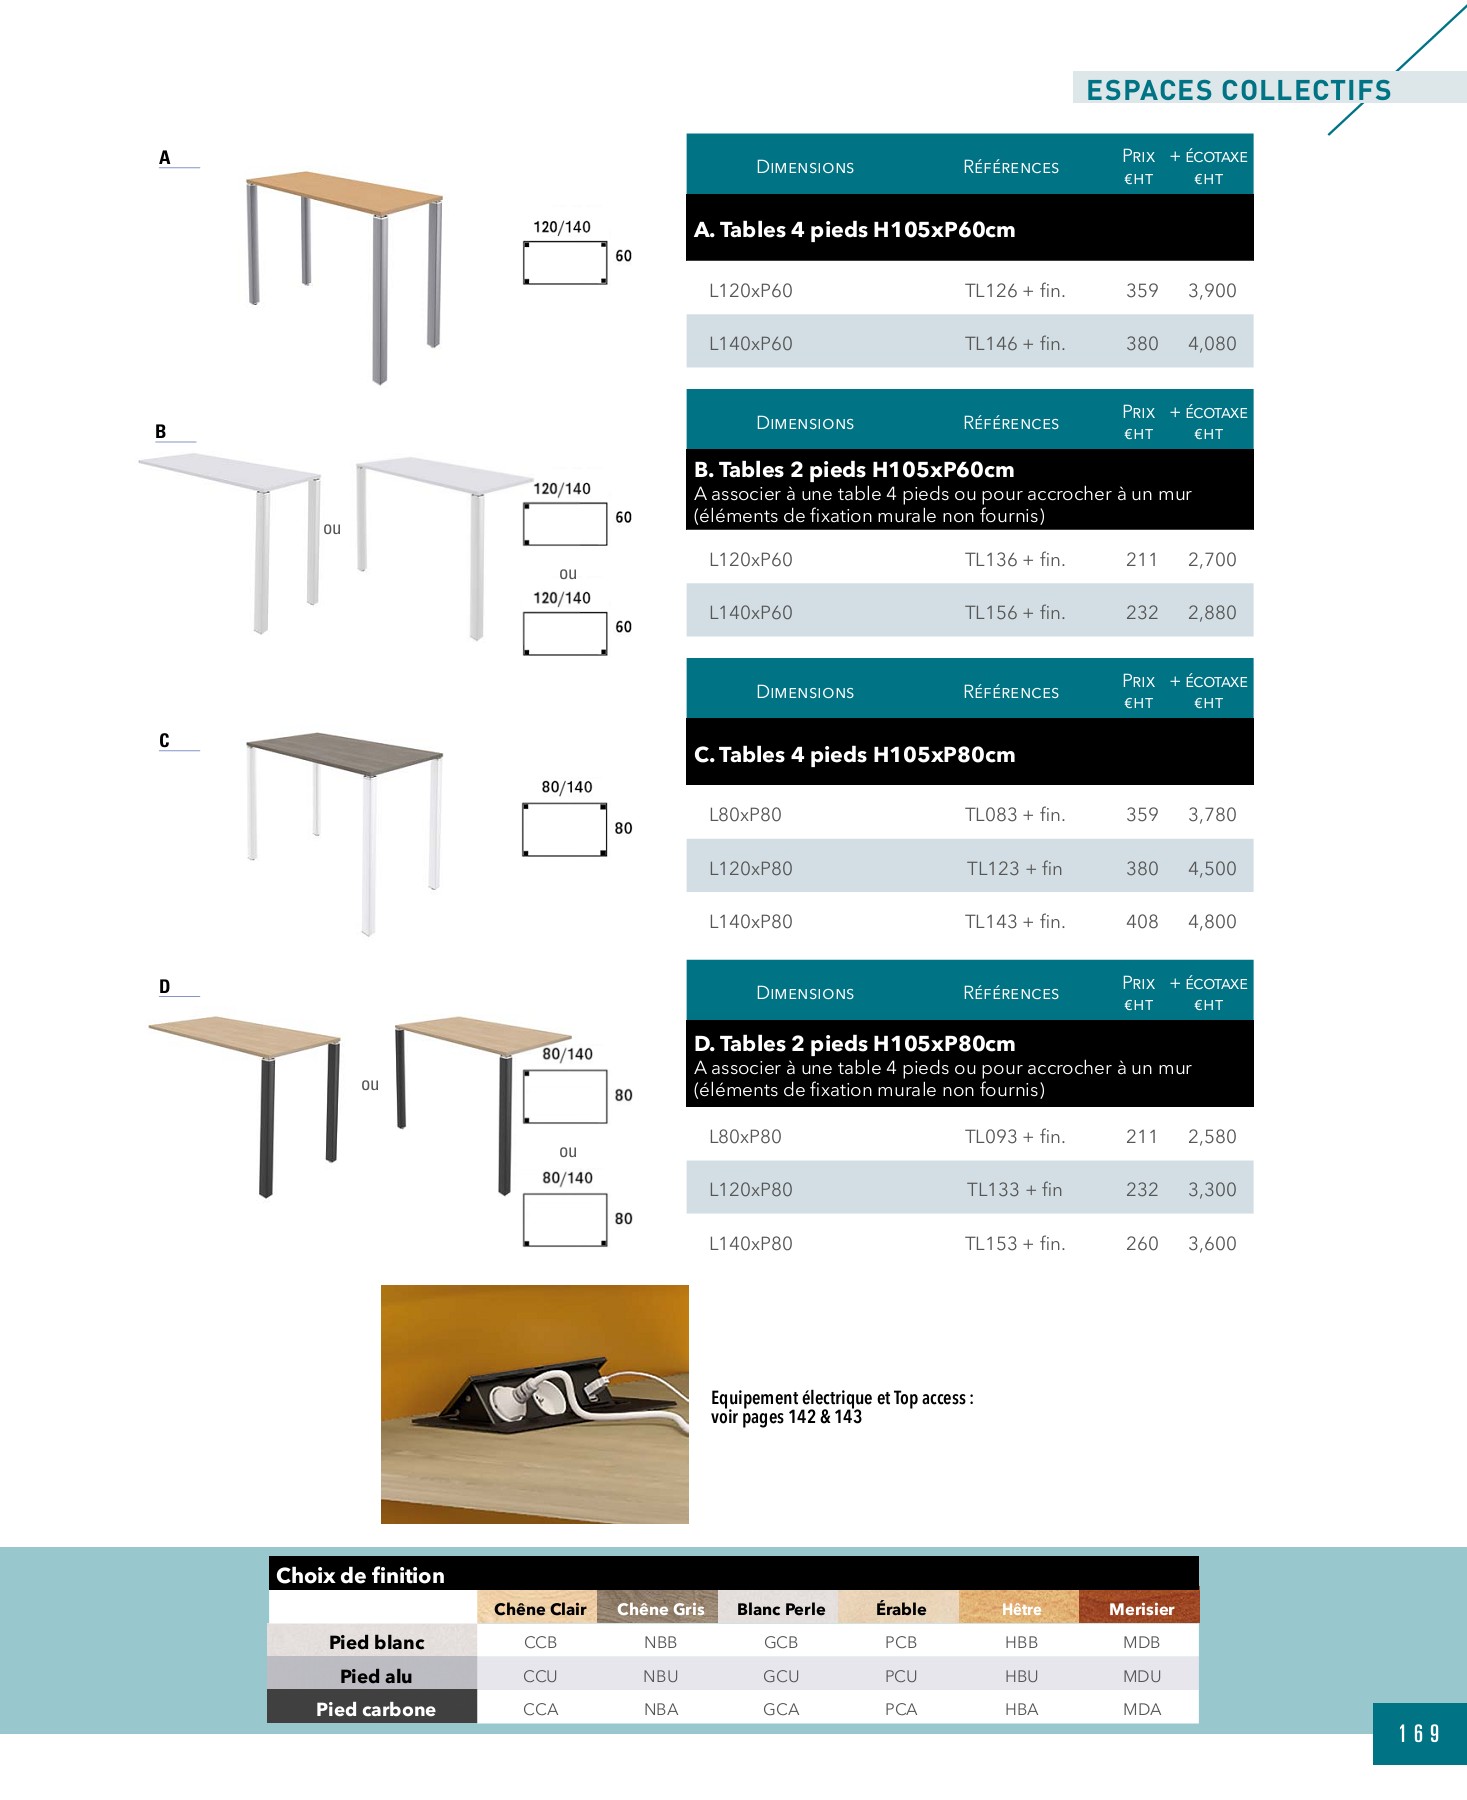 ESPACES COLLECTIFS
A
120/140
60
Dimensions Références Prix €HT + écotaxe €HT
A. Tables 4 pieds H105xP60cm
L120xP60 TL126 + fin. 359 3,900
L140xP60 TL146 + fin. 380 4,080
B
ou
120/140
60
ou
120/140
60
Dimensions Références Prix €HT + écotaxe €HT
B. Tables 2 pieds H105xP60cm
A associer à une table 4 pieds ou pour accrocher à un mur
(éléments de fixation murale non fournis)
L120xP60 TL136 + fin. 211 2,700
L140xP60 TL156 + fin. 232 2,880
C
80/140
80
Dimensions Références Prix €HT + écotaxe €HT
C. Tables 4 pieds H105xP80cm
L80xP80 TL083 + fin. 359 3,780
L120xP80 TL123 + fin 380 4,500
L140xP80 TL143 + fin. 408 4,800
D
ou
80/140
80
ou
80/140
80
Dimensions Références Prix €HT + écotaxe €HT
D. Tables 2 pieds H105xP80cm
A associer à une table 4 pieds ou pour accrocher à un mur
(éléments de fixation murale non fournis)
L80xP80 TL093 + fin. 211 2,580
L120xP80 TL133 + fin 232 3,300
L140xP80 TL153 + fin. 260 3,600
Equipement électrique et Top access :
voir pages 142 & 143
Choix de finition
Chêne Clair Chêne Gris Blanc Perle Érable Hêtre Merisier
Pied blanc CCB NBB GCB PCB HBB MDB
Pied alu CCU NBU GCU PCU HBU MDU
Pied carbone CCA NBA GCA PCA HBA MDA
169